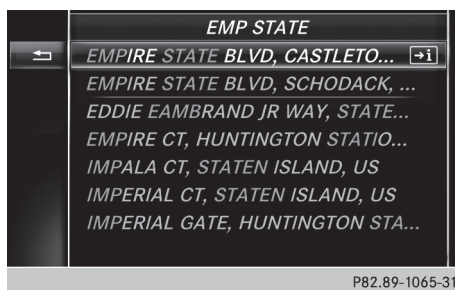 EMP STATE
EMPIRE STATE BLVD, CASTLETO...
EMPIRE STATE BLVD, SCHODACK, ...
EDDIE EAMBRAND JR WAY, STATE...
EMPIRE CT, HUNTINGTON STATIO...
IMPALA CT, STATEN ISLAND, US
IMPERIAL CT, STATEN ISLAND, US
IMPERIAL GATE, HUNTINGTON STA...
P82.89-1065-31